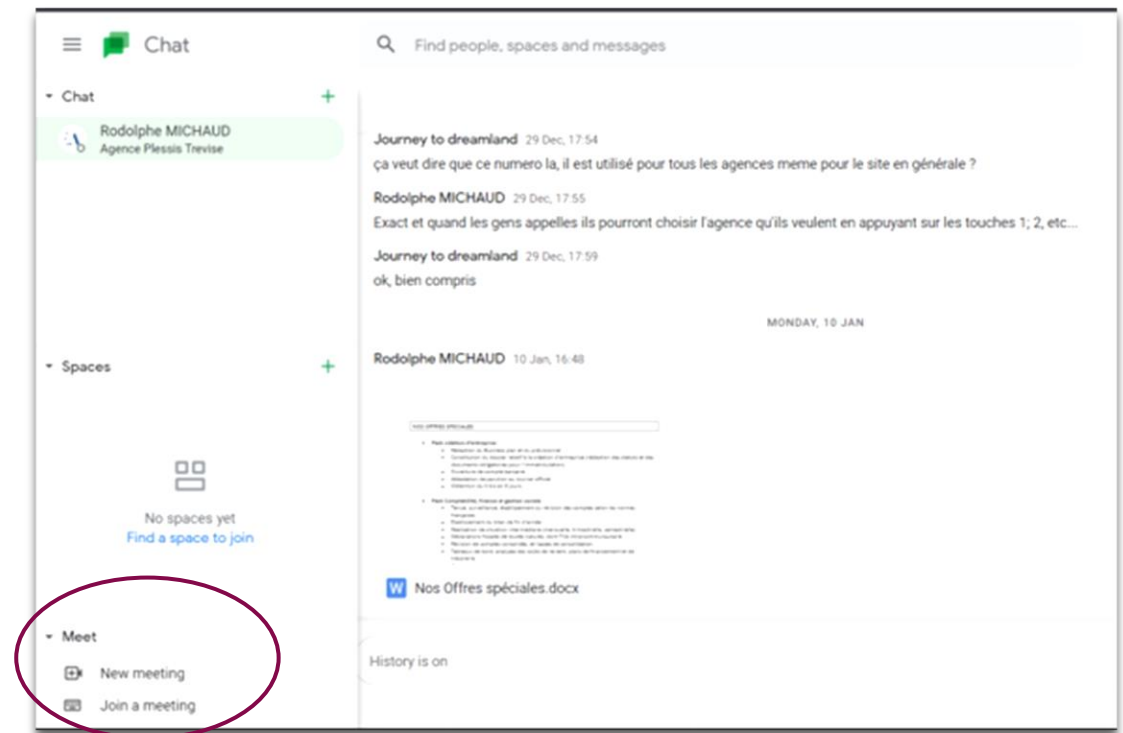 Chat
Find people, spaces and messages
Chat
Rodolphe MICHAUD
Agence Plessis Trevise
Spaces
No spaces yet
Find a space to join
Meet
New meeting
Join a meeting
Journey to dreamland 29 Dec, 17:54
ça veut dire que ce numero la, il est utilisé pour tous les agences meme pour le site en générale ?
Rodolphe MICHAUD 29 Dec, 17:55
Exact et quand les gens appelles ils pourront choisir l'agence qu'ils veulent en appuyant sur les touches 1; 2, etc...
Journey to dreamland 29 Dec, 17:59
ok, bien compris
MONDAY, 10 JAN
Rodolphe MICHAUD 10 Jan, 16:48
NOS OFFRES SPÉCIALES
W Nos Offres spéciales.docx
History is on